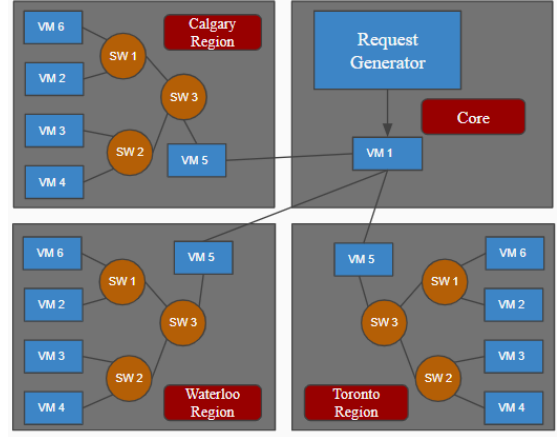 VM 6
SW 1
VM 2
Calgary
Region
SW 3
VM 3
SW 2
VM 4
VM 5
Request
Generator
Core
VM 1
VM 6
SW 1
VM 2
VM 5
SW 3
VM 3
SW 2
VM 4
Waterloo
Region
VM 5
VM 6
SW 1
VM 2
SW 3
VM 3
SW 2
VM 4
Toronto
Region